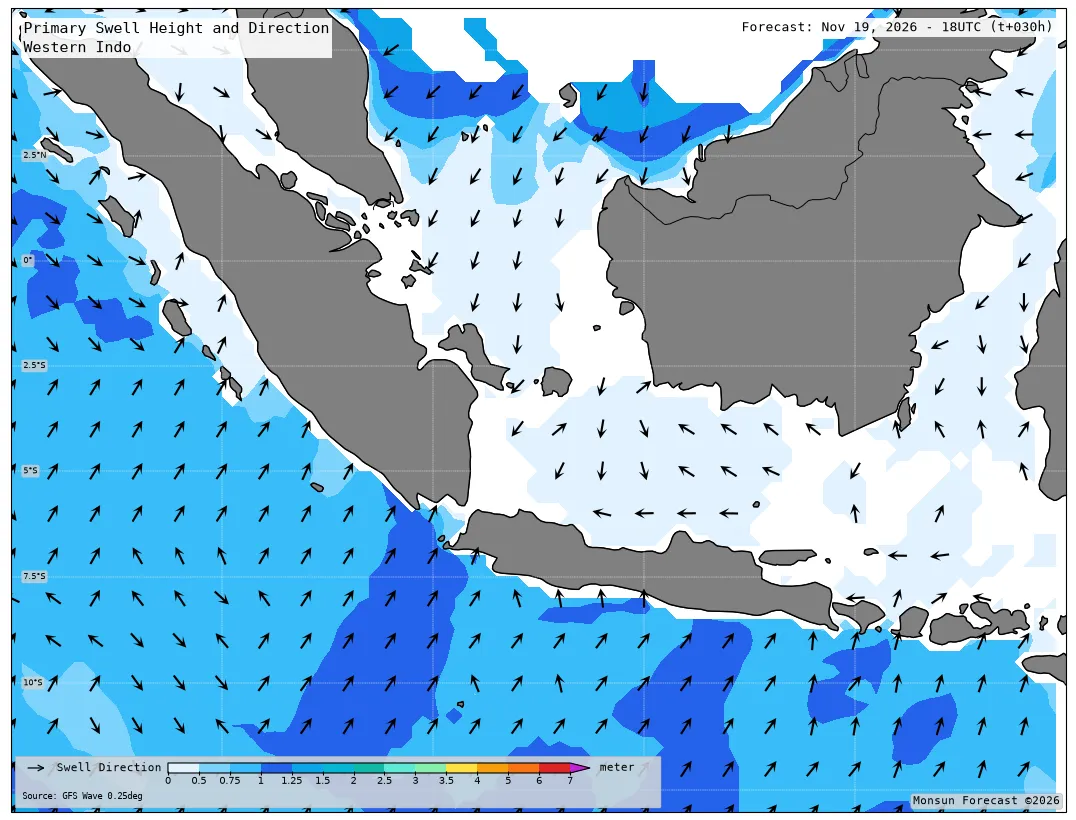 Primary Swell Height and Direction
Western Indo
Forecast: Nov 19, 2026 - 18UTC (t+030h)
2.5°N
0°
2.5°S
5°S
7.5°S
10°S
Swell Direction
0 0.5 0.75 1 1.25 1.5 2 2.5 3 3.5 4 5 6 7
meter
Source: GFS Wave 0.25deg
Monsun Forecast ©2026